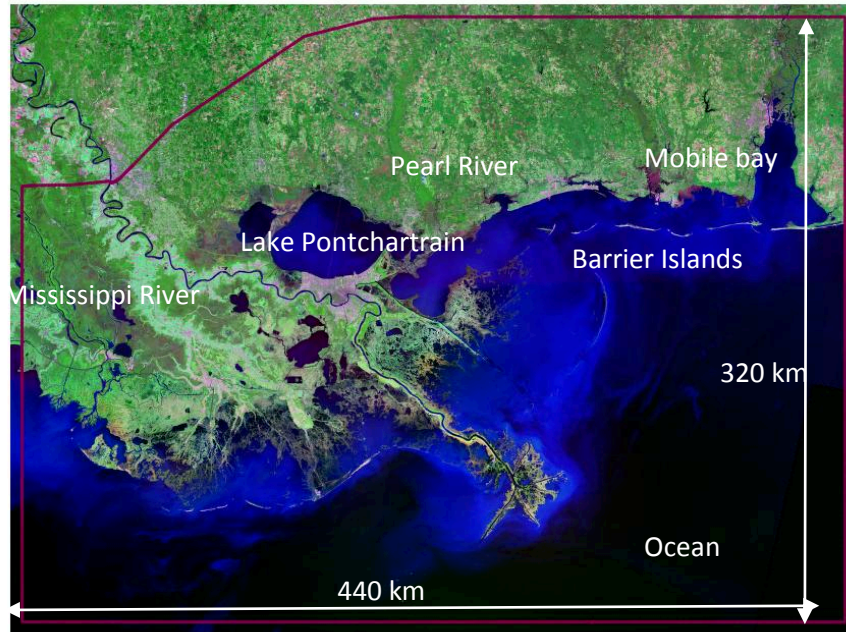 Pearl River
Mobile bay
Lake Pontchartrain
Barrier Islands
Mississippi River
320 km
Ocean
440 km